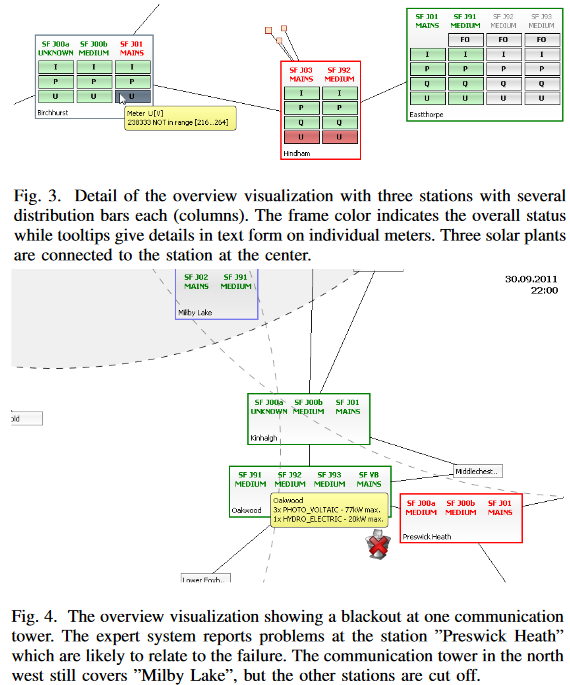 SF J00a SF J00b SF J01
UNKNOWN MEDIUM MAINS
I I I
P P P
U U U
Birchhurst
Meter U[V]
238333 NOT in range [216...264]
SF J03 SF J92
MAINS MEDIUM
I I
P P
Q Q
U U
Hindham
SF J01 SF J91 SF J92 SF J93
MAINS MEDIUM MEDIUM MEDIUM
FO FO FO
I I I I
P P P P
Q Q Q Q
U U U U
Eastthorpe
Fig. 3. Detail of the overview visualization with three stations with several
distribution bars each (columns). The frame color indicates the overall status
while tooltips give details in text form on individual meters. Three solar plants
are connected to the station at the center.
SF J02 SF J91
MAINS MEDIUM
Milby Lake
30.09.2011
22:00
SF J00a SF J00b SF J01
UNKNOWN MEDIUM MAINS
Kinhalgh
old
SF J91 SF J92 SF J93 SF V8
MEDIUM MEDIUM MEDIUM MAINS
Oakwood
Oakwood
3x PHOTO_VOLTAIC - 77kW max.
1x HYDRO_ELECTRIC - 20kW max.
Middlechest..
SF J00a SF J00b SF J01
MEDIUM MEDIUM MAINS
Preswick Heath
Fig. 4. The overview visualization showing a blackout at one communication
tower. The expert system reports problems at the station ”Preswick Heath”
which are likely to relate to the failure. The communication tower in the north
west still covers ”Milby Lake”, but the other stations are cut off.